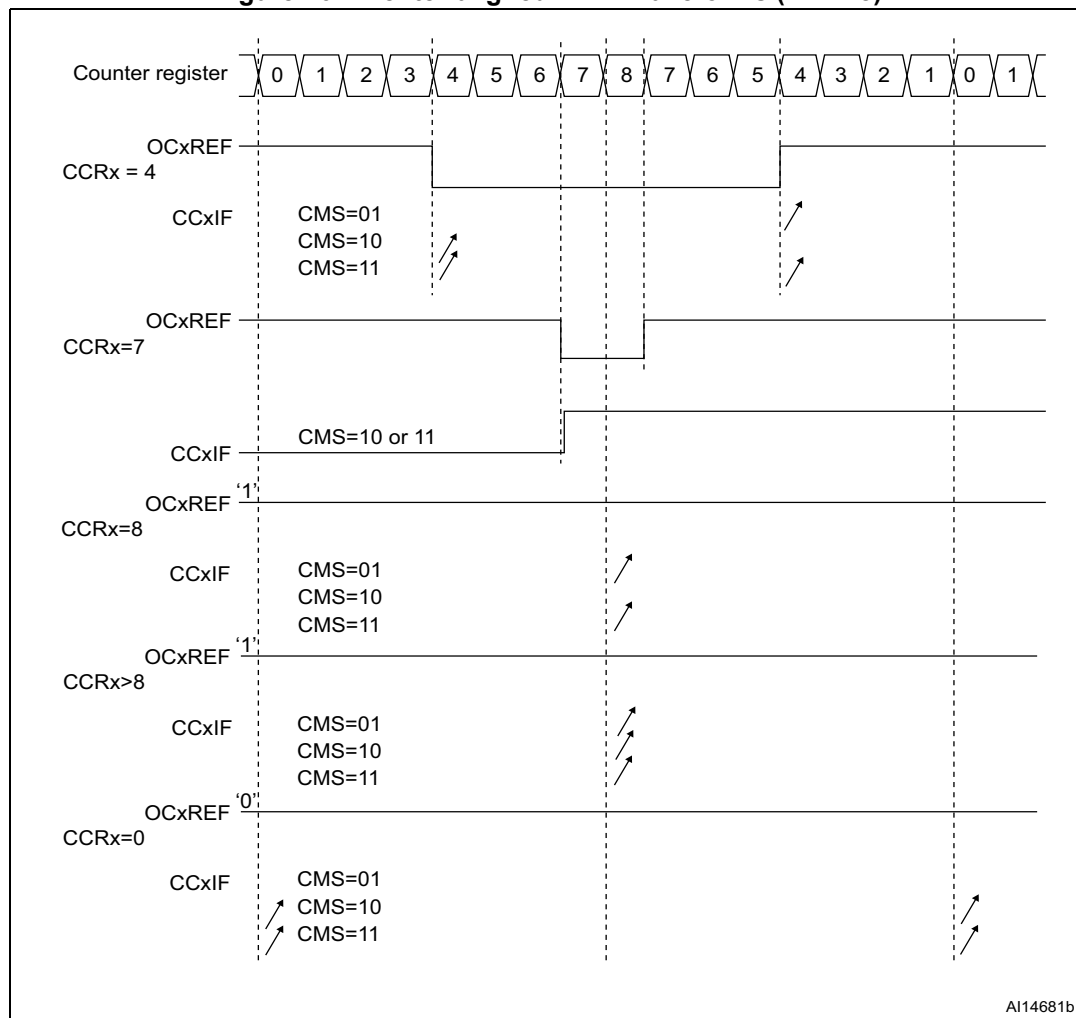 Counter register 0 1 2 3 4 5 6 7 8 7 6 5 4 3 2 1 0 1
OCxREF
CCRx = 4
CCxIF CMS=01
CMS=10
CMS=11
OCxREF
CCRx=7
CCxIF CMS=10 or 11
OCxREF '1'
CCRx=8
CCxIF CMS=01
CMS=10
CMS=11
OCxREF '1'
CCRx>8
CCxIF CMS=01
CMS=10
CMS=11
OCxREF '0'
CCRx=0
CCxIF CMS=01
CMS=10
CMS=11
AI14681b